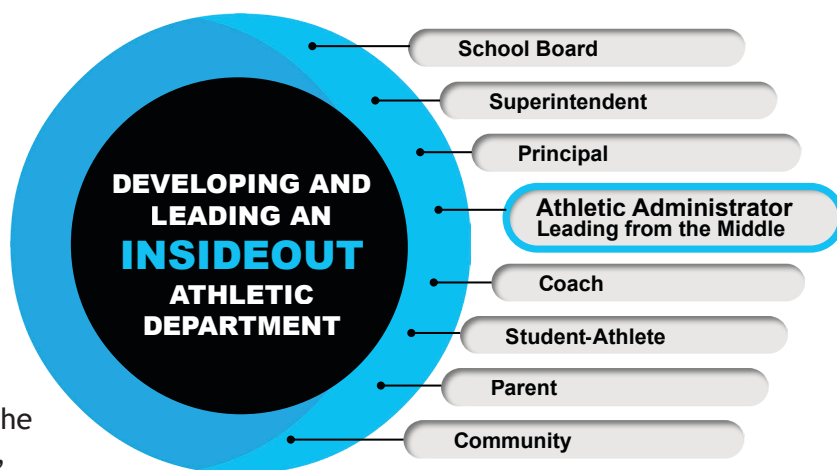 DEVELOPING AND
LEADING AN
INSIDEOUT
ATHLETIC
DEPARTMENT
School Board
Superintendent
Principal
Athletic Administrator
Leading from the Middle
Coach
Student-Athlete
Parent
Community